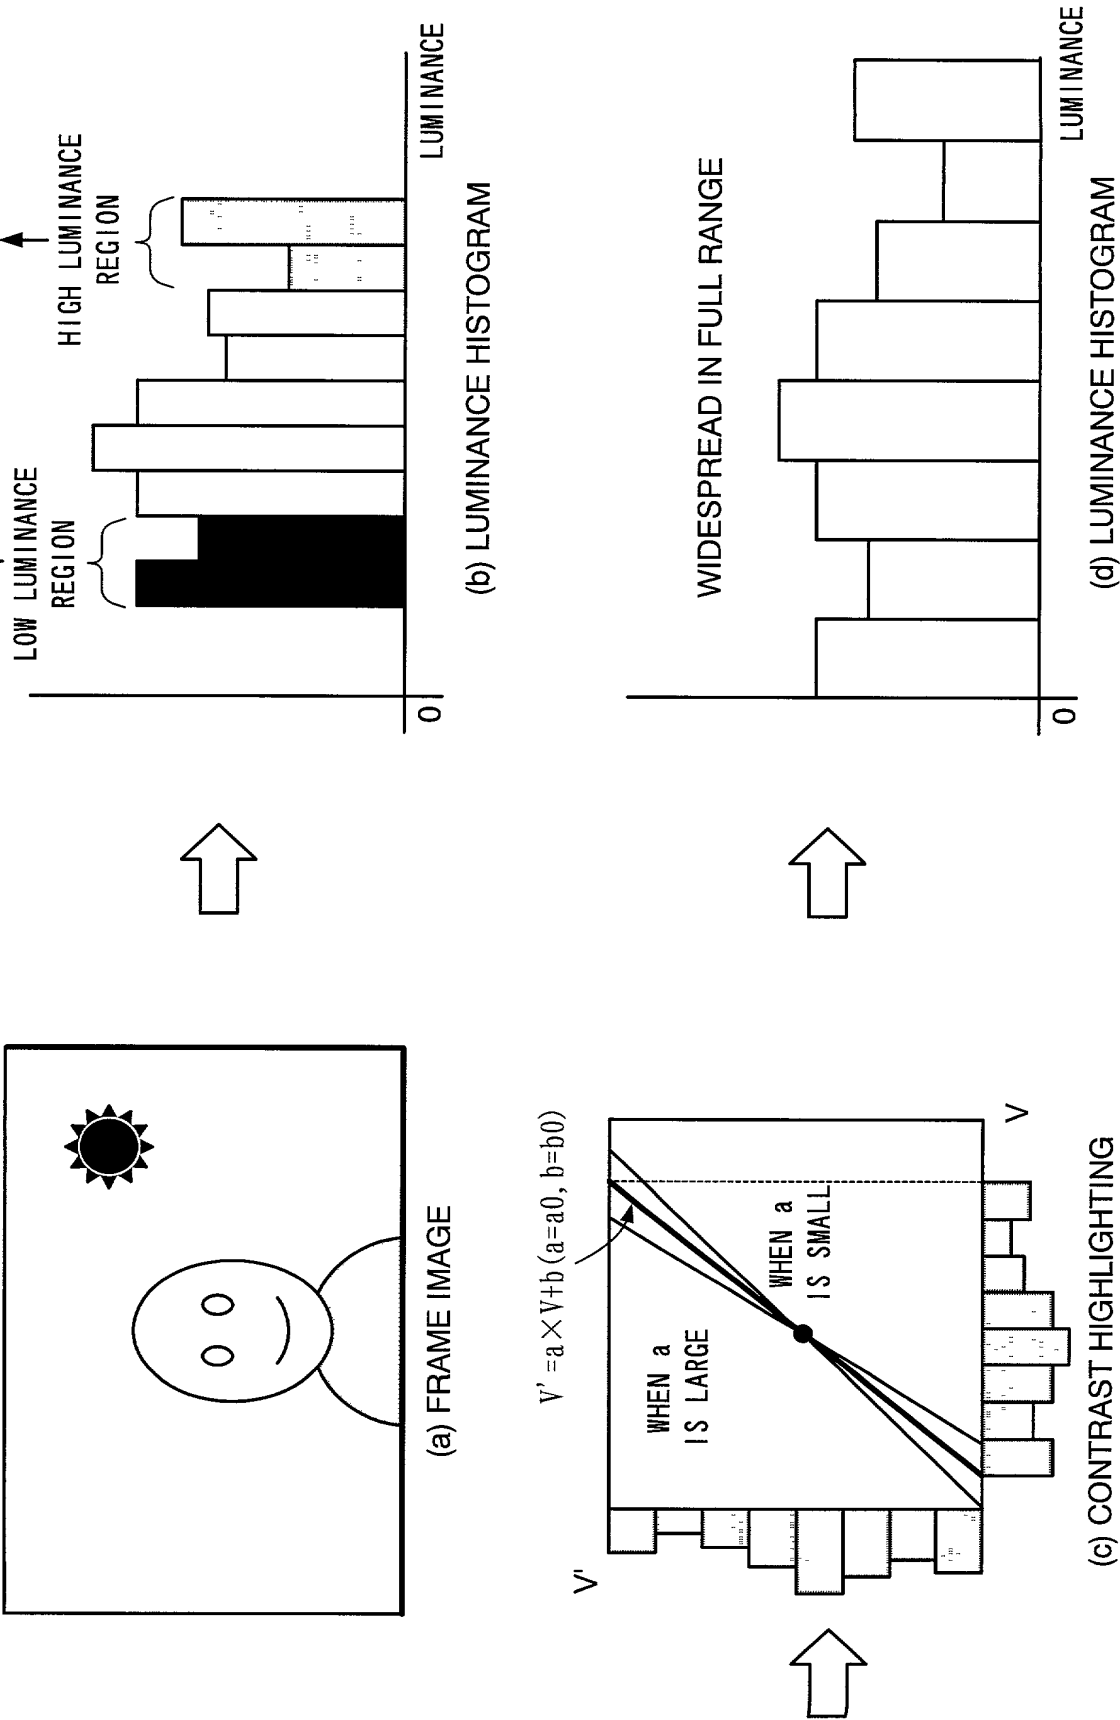 (a) FRAME IMAGE
LOW LUMINANCE
REGION
HIGH LUMINANCE
REGION
0
LUMINANCE
(b) LUMINANCE HISTOGRAM
V'
V'=a×V+b(a=a0, b=b0)
WHEN a
IS LARGE
WHEN a
IS SMALL
V
(c) CONTRAST HIGHLIGHTING
WIDESPREAD IN FULL RANGE
0
LUMINANCE
(d) LUMINANCE HISTOGRAM